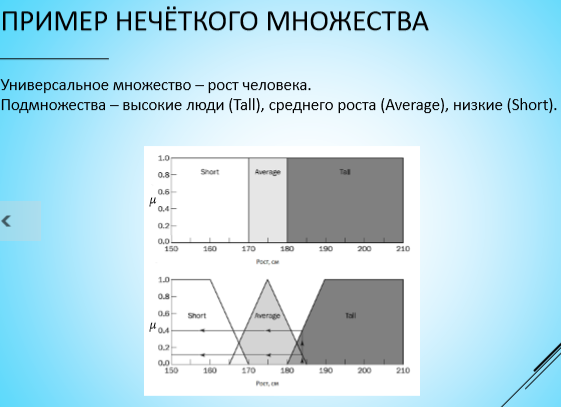 ПРИМЕР НЕЧЁТКОГО МНОЖЕСТВА
Универсальное множество – рост человека.
Подмножества – высокие люди (Tall), среднего роста (Average), низкие (Short).
1.0
Short Average Tall
0.8
0.6
μ
0.4
0.2
0.0
150 160 170 180 190 200 210
Рост, см
1.0
0.8
Short Average Tall
0.6
μ 0.4
0.2
0.0
150 160 170 180 190 200 210
Рост, см